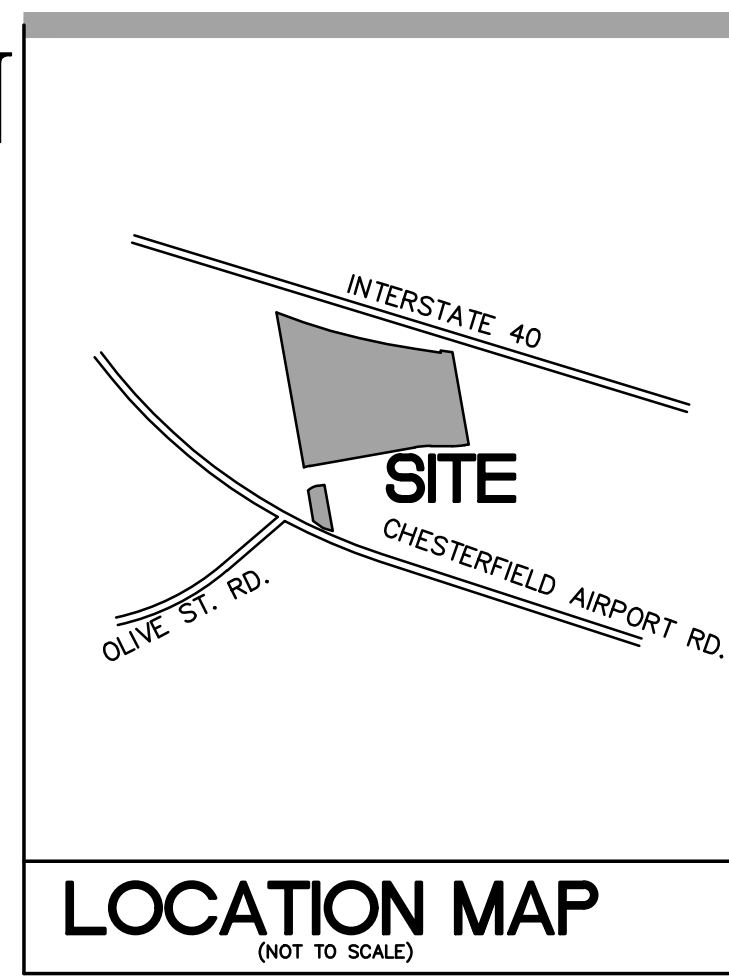 INTERSTATE 40
SITE
CHESTERFIELD AIRPORT RD.
OLIVE ST. RD.
LOCATION MAP
(NOT TO SCALE)